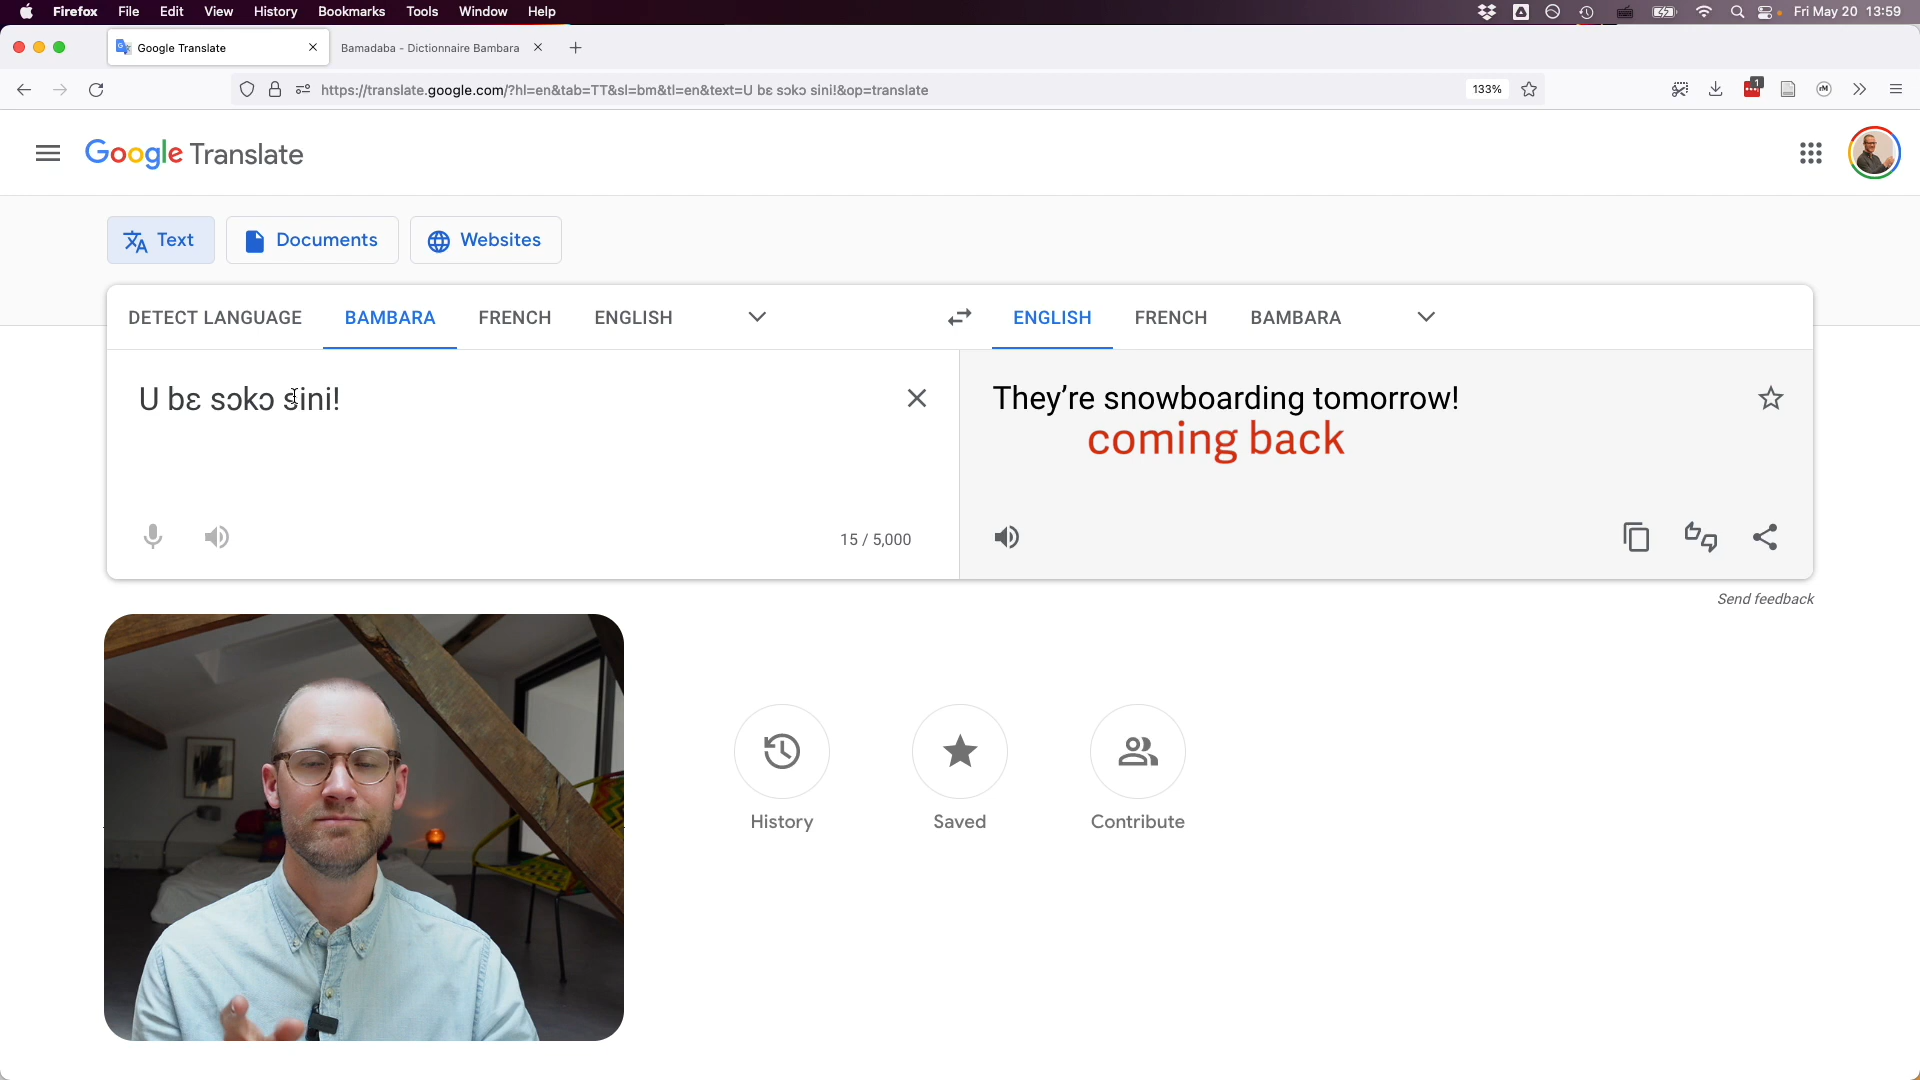 Firefox File Edit View History Bookmarks Tools Window Help Fri May 20 13:59
Google Translate Bamadaba - Dictionnaire Bambara
https://translate.google.com/?hl=en&tab=TT&sl=bm&tl=en&text=U bɛ sɔkɔ sini!&op=translate 133% 1
Google Translate
Text Documents Websites
DETECT LANGUAGE BAMBARA FRENCH ENGLISH ENGLISH FRENCH BAMBARA
U bɛ sɔkɔ sini! They’re snowboarding tomorrow!
coming back
15 / 5,000
Send feedback
History Saved Contribute